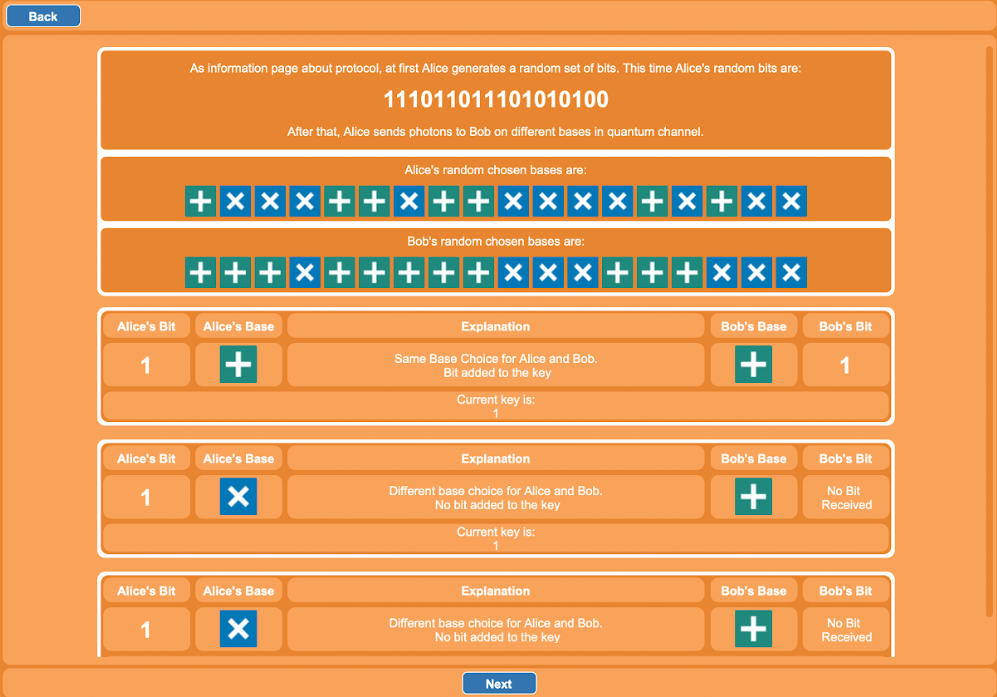 Back
As information page about protocol, at first Alice generates a random set of bits. This time Alice's random bits are:
111011011101010100
After that, Alice sends photons to Bob on different bases in quantum channel.
Alice's random chosen bases are:
+ × × × + + × + + × × × × + × + × ×
Bob's random chosen bases are:
+ + + × + + + + + × × × + + + × × ×
Alice's Bit Alice's Base Explanation Bob's Base Bob's Bit
Same Base Choice for Alice and Bob.
1 + + 1
Bit added to the key
Current key is:
1
Alice's Bit Alice's Base Explanation Bob's Base Bob's Bit
Different base choice for Alice and Bob. No Bit
1 × +
No bit added to the key Received
Current key is:
1
Alice's Bit Alice's Base Explanation Bob's Base Bob's Bit
Different base choice for Alice and Bob. No Bit
1 × +
No bit added to the key Received
Next